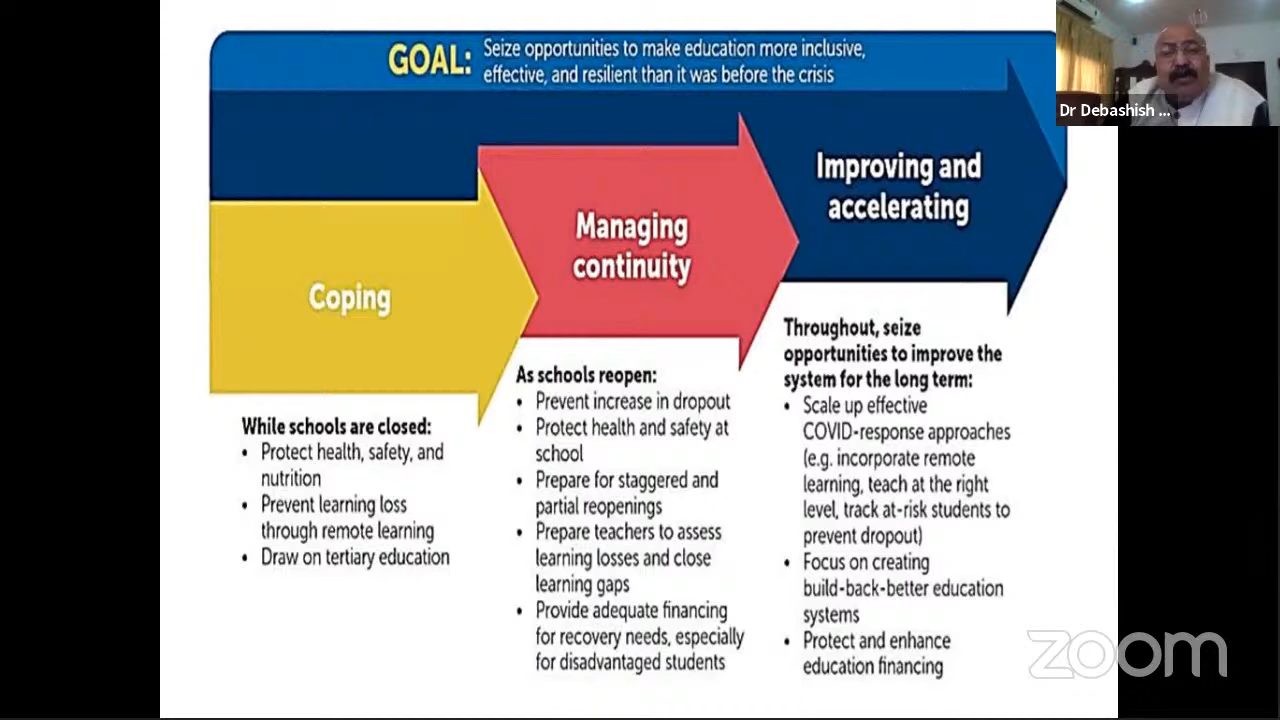 GOAL: Seize opportunities to make education more inclusive,
effective, and resilient than it was before the crisis
Dr Debashish ...
Coping
Managing
continuity
Improving and
accelerating
While schools are closed:
• Protect health, safety, and
nutrition
• Prevent learning loss
through remote learning
• Draw on tertiary education
As schools reopen:
• Prevent increase in dropout
• Protect health and safety at
school
• Prepare for staggered and
partial reopenings
• Prepare teachers to assess
learning losses and close
learning gaps
• Provide adequate financing
for recovery needs, especially
for disadvantaged students
Throughout, seize
opportunities to improve the
system for the long term:
• Scale up effective
COVID-response approaches
(e.g. incorporate remote
learning, teach at the right
level, track at-risk students to
prevent dropout)
• Focus on creating
build-back-better education
systems
• Protect and enhance
education financing
zoom